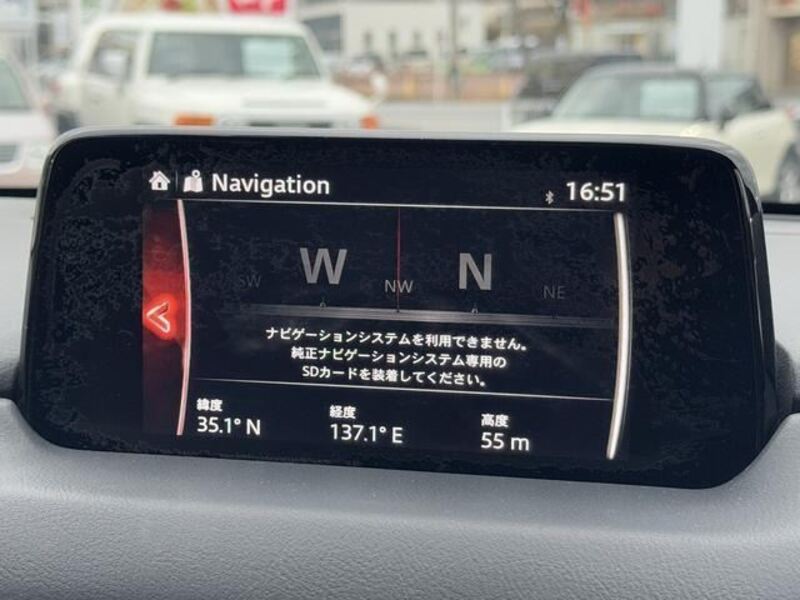 Navigation
16:51
W N
SW NW NE
ナビゲーションシステムを利用できません。
純正ナビゲーションシステム専用の
SDカードを装着してください。
緯度 経度 高度
35.1° N 137.1° E 55 m